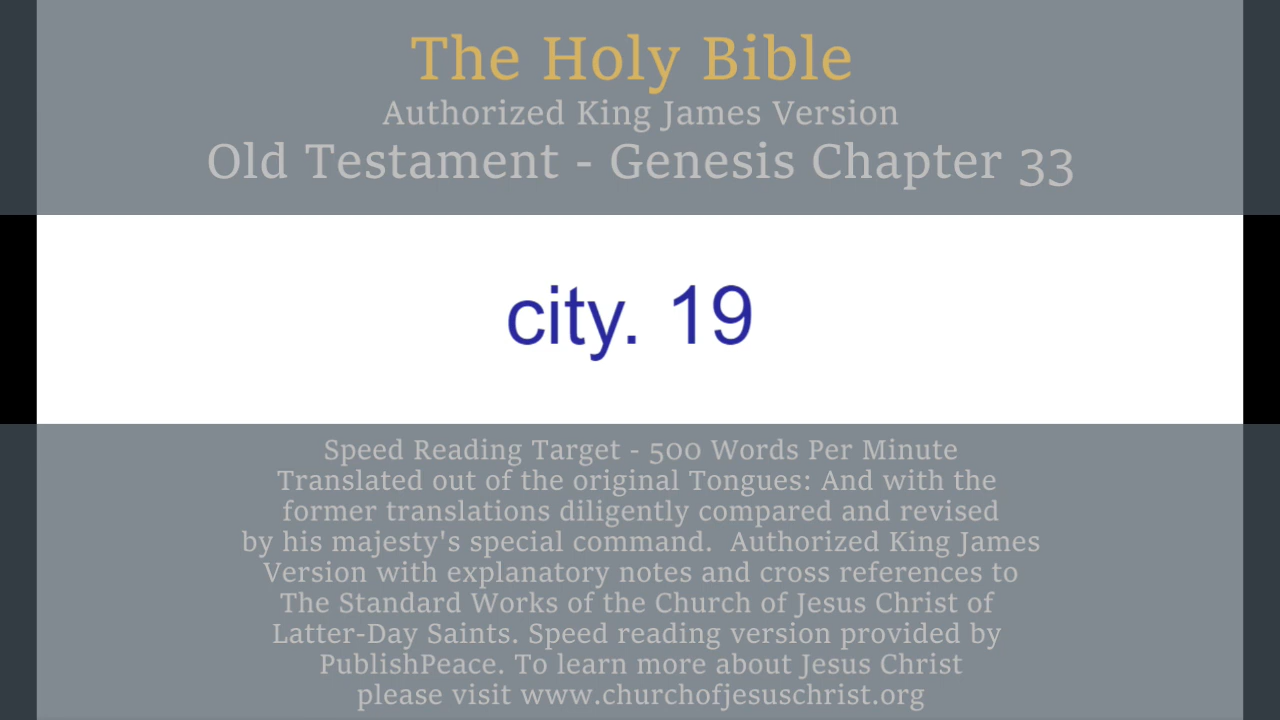 The Holy Bible
Authorized King James Version
Old Testament - Genesis Chapter 33
city. 19
Speed Reading Target - 500 Words Per Minute
Translated out of the original Tongues: And with the
former translations diligently compared and revised
by his majesty's special command.  Authorized King James
Version with explanatory notes and cross references to
The Standard Works of the Church of Jesus Christ of
Latter-Day Saints. Speed reading version provided by
PublishPeace. To learn more about Jesus Christ
please visit www.churchofjesuschrist.org